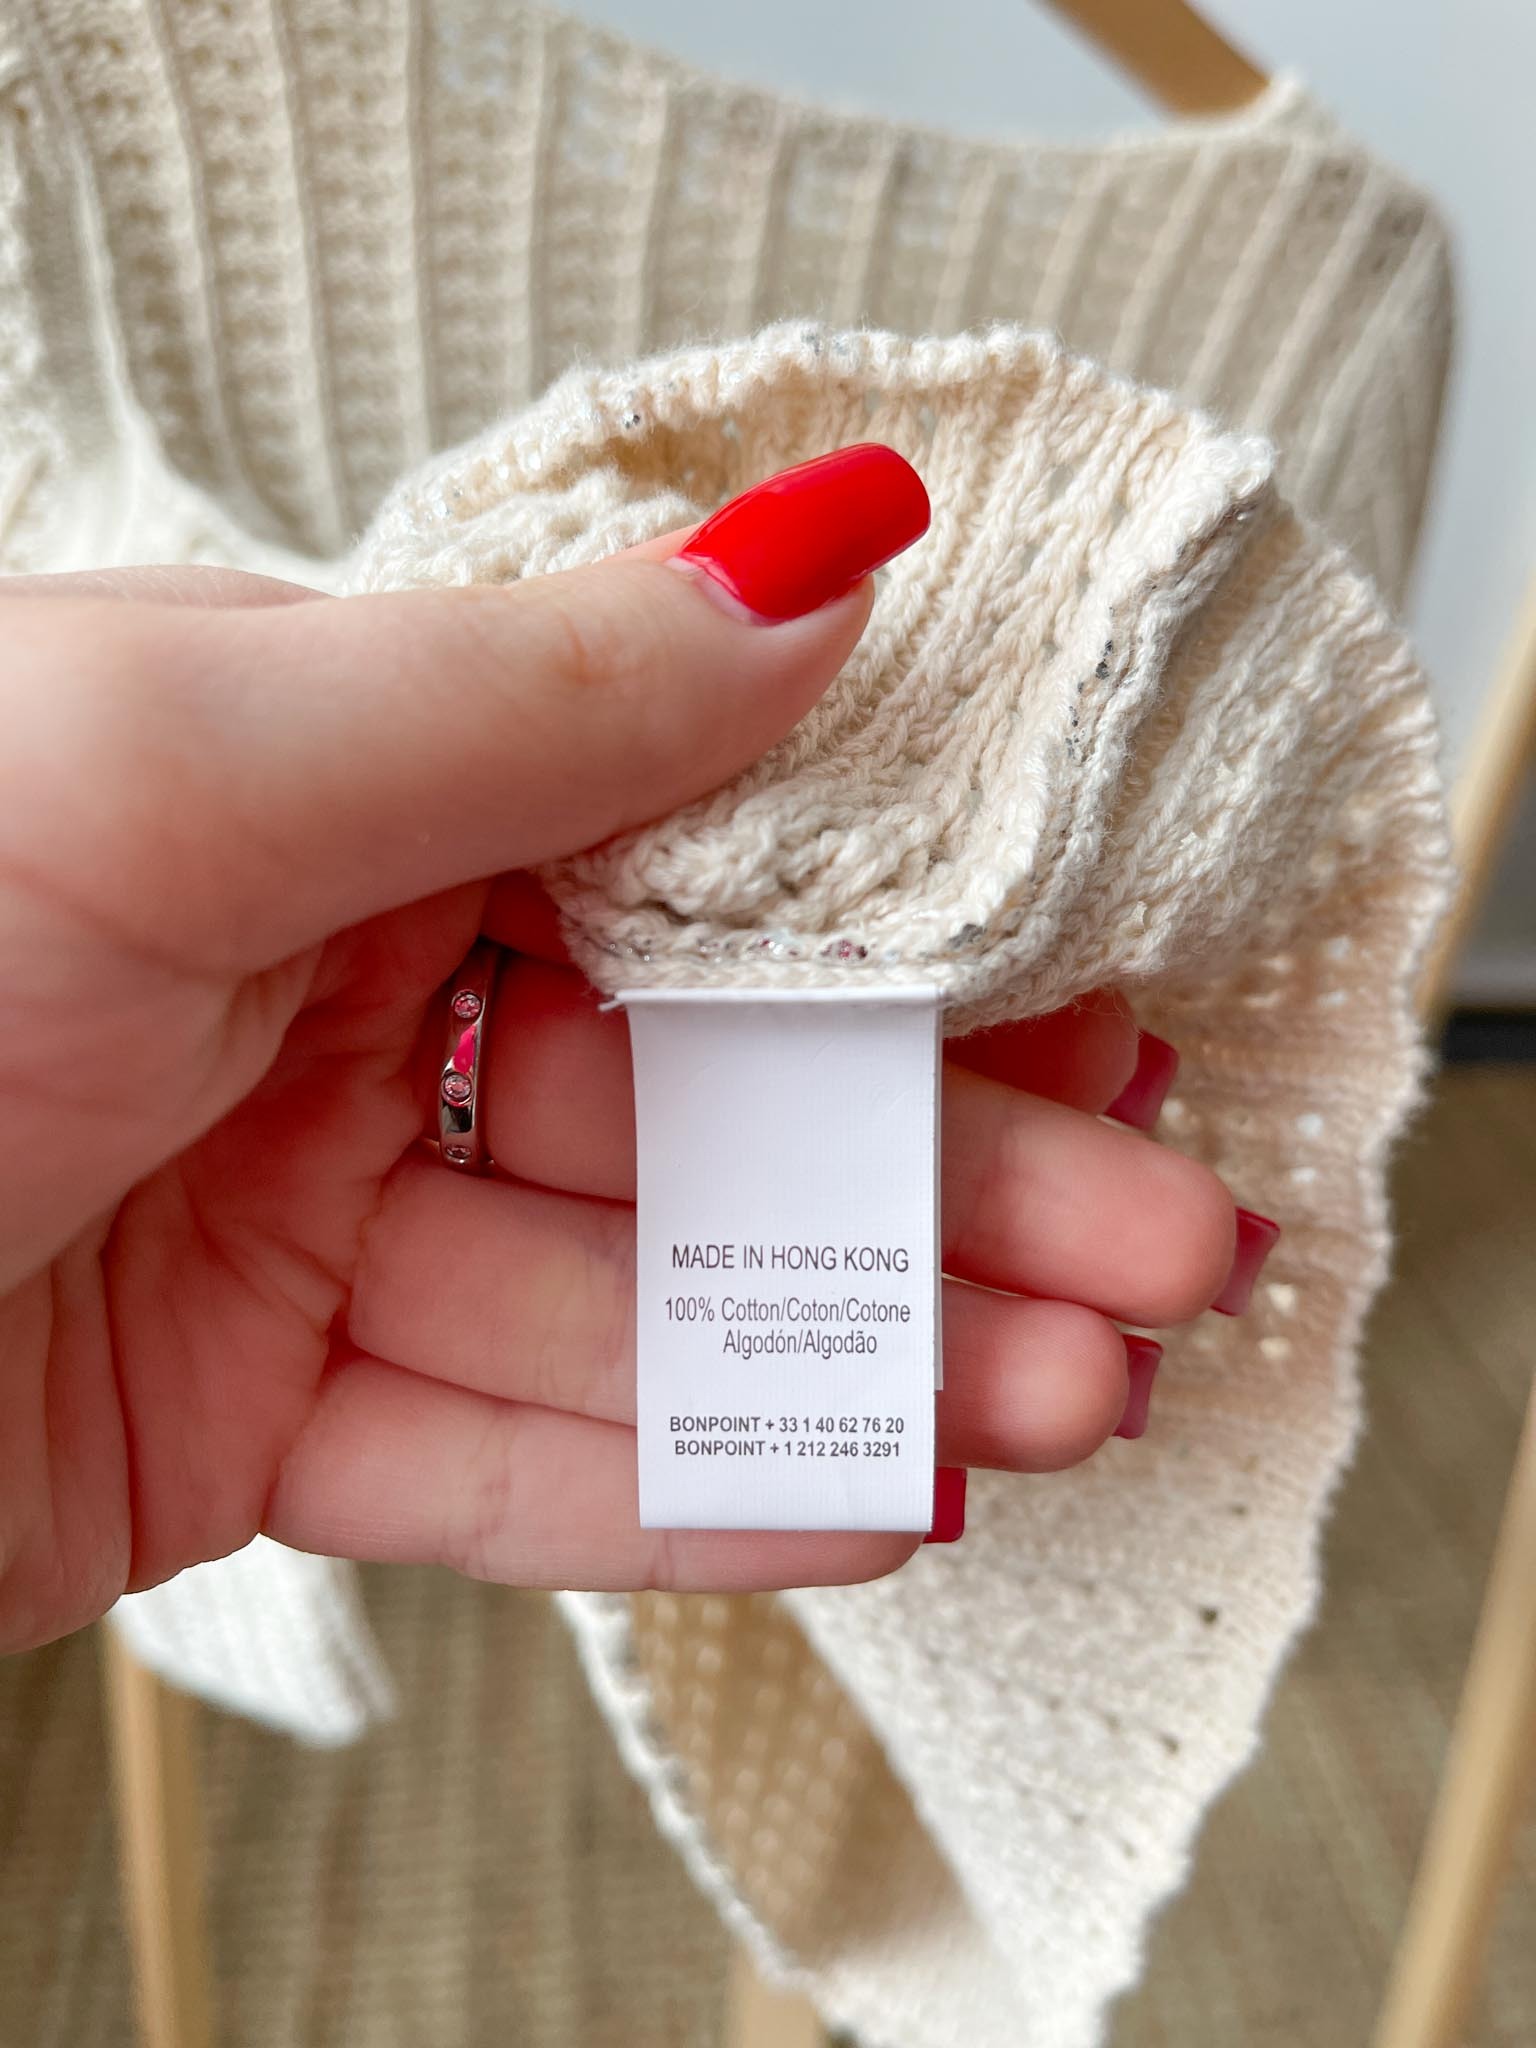 MADE IN HONG KONG
100% Cotton/Coton/Cotone
Algodón/Algodão
BONPOINT + 33 1 40 62 76 20
BONPOINT + 1 212 246 3291